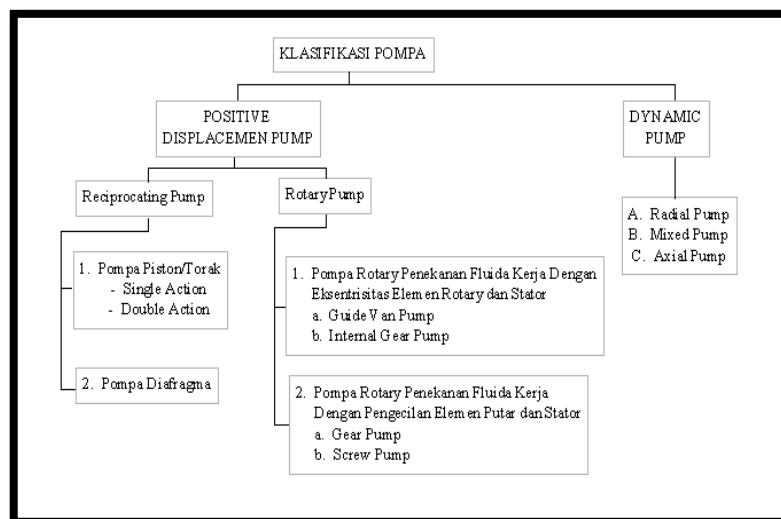 KLASIFIKASI POMPA
POSITIVE
DISPLACEMEN PUMP
DYNAMIC
PUMP
Reciprocating Pump
Rotary Pump
A. Radial Pump
B. Mixed Pump
C. Axial Pump
1. Pompa Piston/Torak
- Single Action
- Double Action
2. Pompa Diafragma
1. Pompa Rotary Penekanan Fluida Kerja Dengan
Eksentrisitas Elemen Rotary dan Stator
a. Guide Van Pump
b. Internal Gear Pump
2. Pompa Rotary Penekanan Fluida Kerja
Dengan Pengecilan Elemen Putar dan Stator
a. Gear Pump
b. Screw Pump